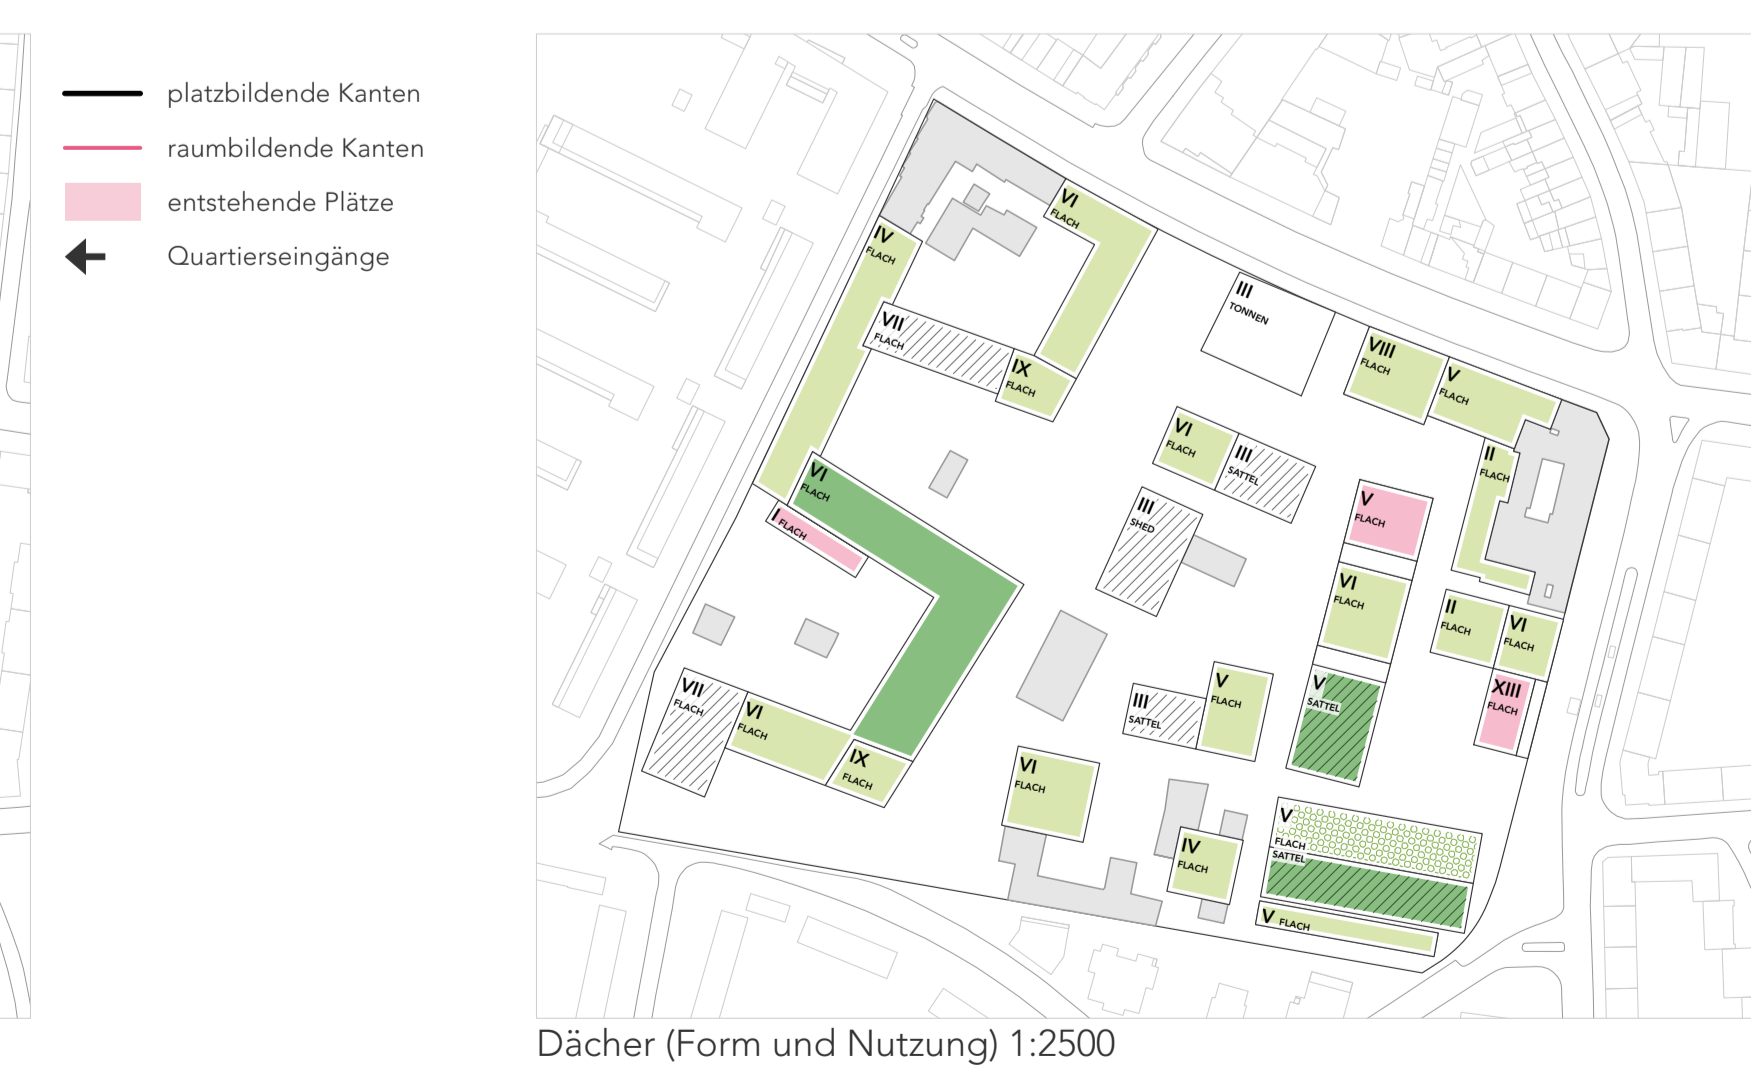 platzbildende Kanten
raumbildende Kanten
entstehende Plätze
Quartierseingänge
VI
FLACH
IV
FLACH
III
TONNEN
VII
FLACH
IX
FLACH
VIII
FLACH
V
FLACH
VI
FLACH
III
SATTEL
II
FLACH
VI
FLACH
I FLACH
III
SHED
V
FLACH
VI
FLACH
II
FLACH
VI
FLACH
VII
FLACH
VI
FLACH
IX
FLACH
III
SATTEL
V
FLACH
V
SATTEL
XIII
FLACH
VI
FLACH
IV
FLACH
V
FLACH
SATTEL
V FLACH
Dächer (Form und Nutzung) 1:2500